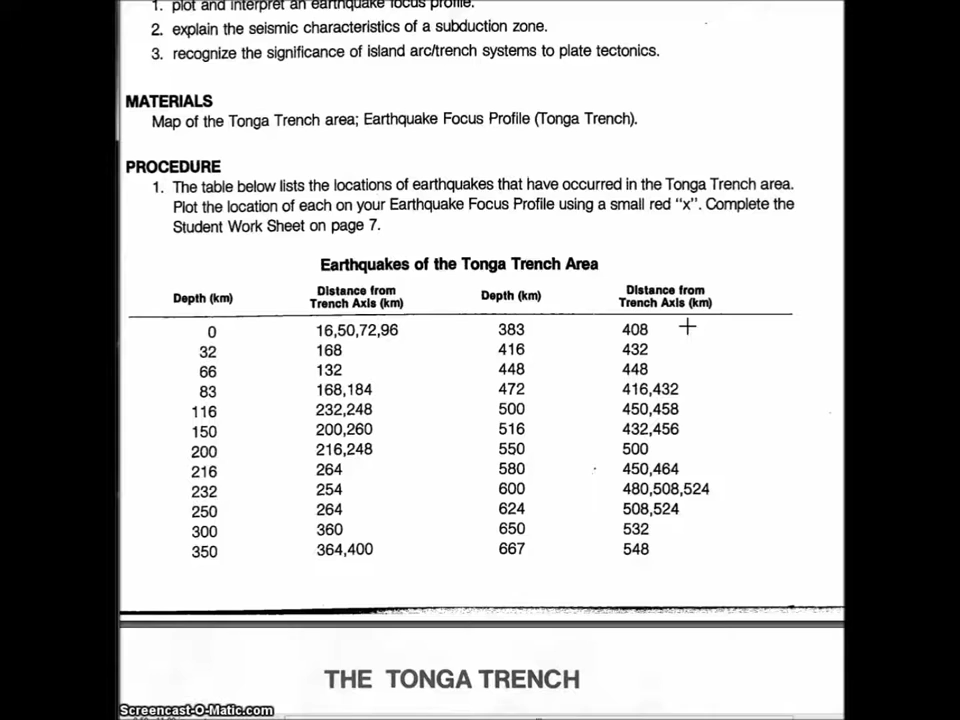 1. plot and interpret an earthquake focus profile.
2. explain the seismic characteristics of a subduction zone.
3. recognize the significance of island arc/trench systems to plate tectonics.
MATERIALS
Map of the Tonga Trench area; Earthquake Focus Profile (Tonga Trench).
PROCEDURE
1. The table below lists the locations of earthquakes that have occurred in the Tonga Trench area.
Plot the location of each on your Earthquake Focus Profile using a small red “x”. Complete the
Student Work Sheet on page 7.
Earthquakes of the Tonga Trench Area
Depth (km) Distance from Trench Axis (km) Depth (km) Distance from Trench Axis (km)
0 16,50,72,96 383 408
32 168 416 432
66 132 448 448
83 168,184 472 416,432
116 232,248 500 450,458
150 200,260 516 432,456
200 216,248 550 500
216 264 580 450,464
232 254 600 480,508,524
250 264 624 508,524
300 360 650 532
350 364,400 667 548
THE TONGA TRENCH
Screencast-O-Matic.com